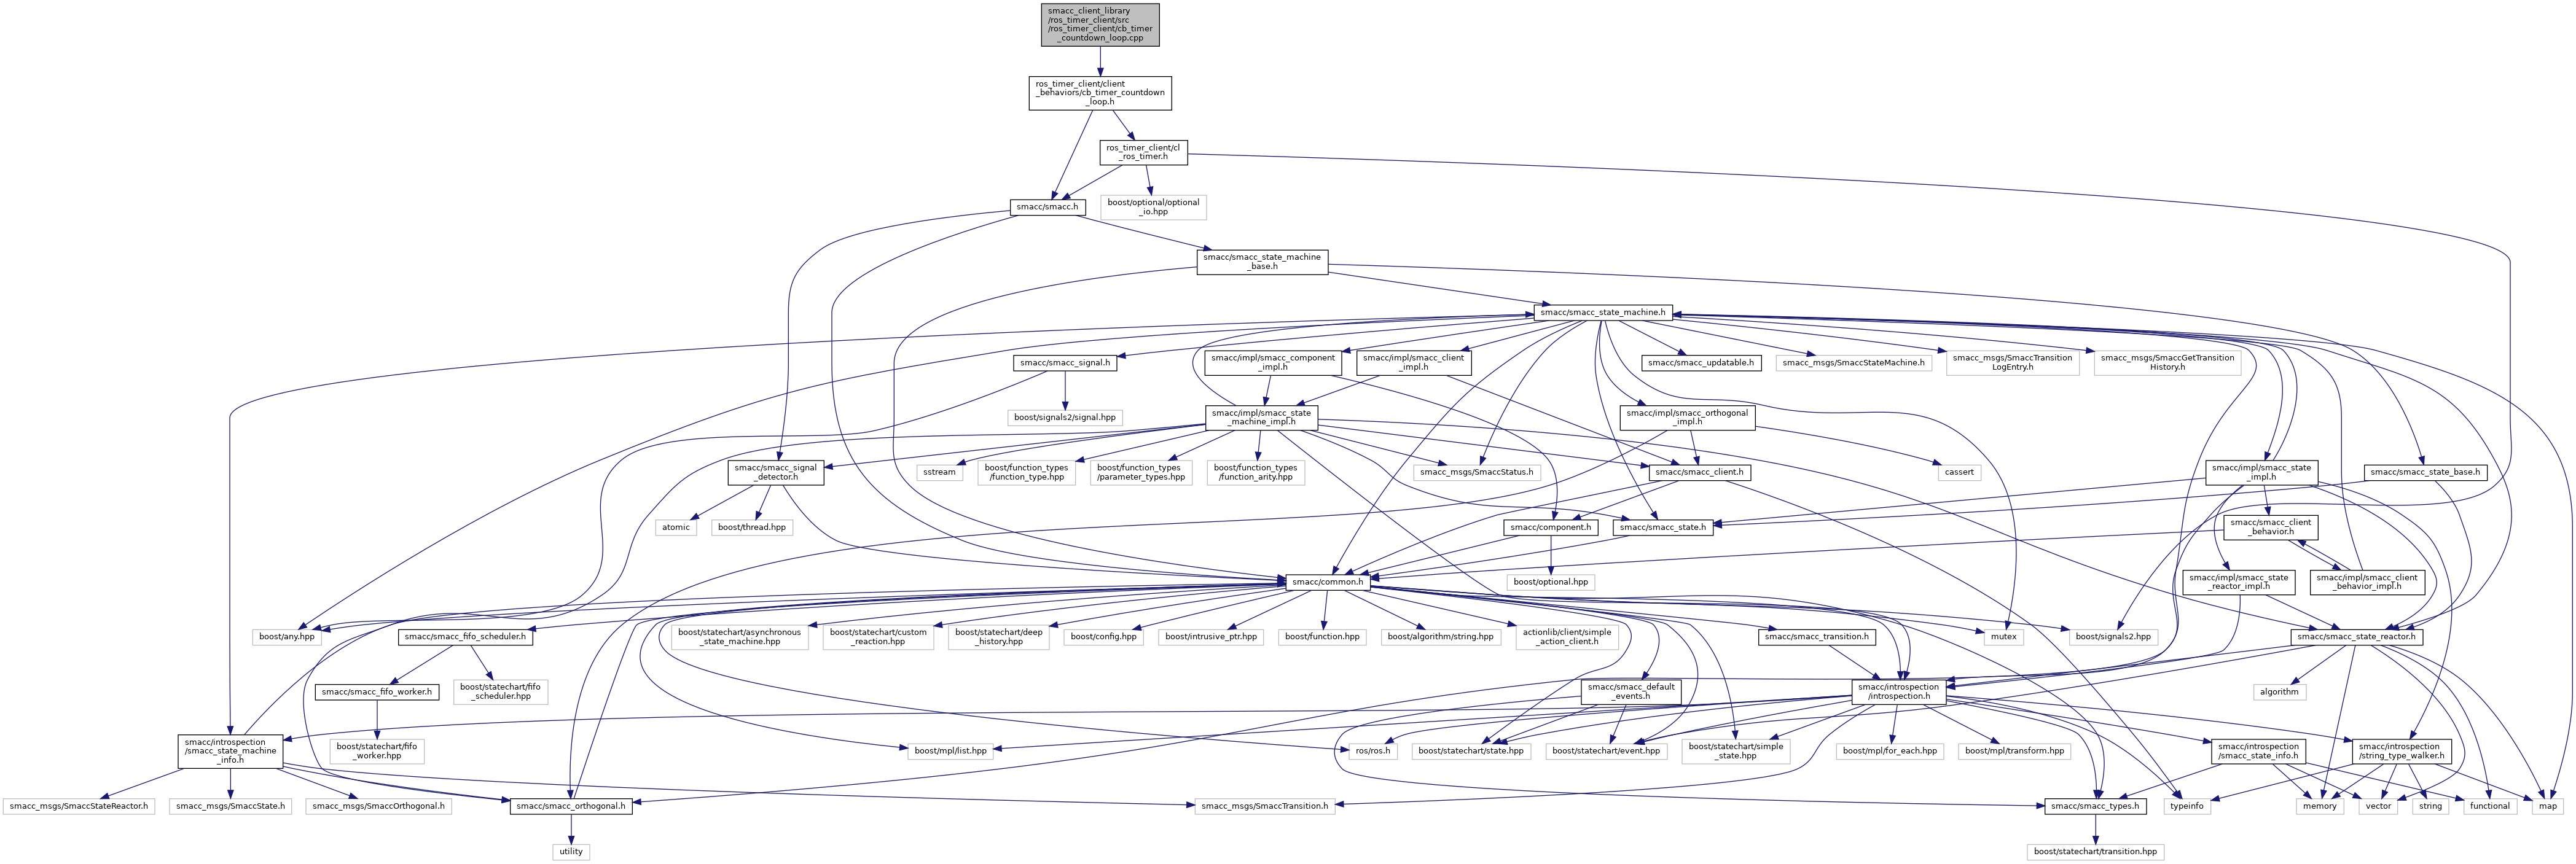 smacc_client_library
/ros_timer_client/src
/ros_timer_client/cb_timer
_countdown_loop.cpp
ros_timer_client/client
_behaviors/cb_timer_countdown
_loop.h
ros_timer_client/cl
_ros_timer.h
smacc/smacc.h
boost/optional/optional
_io.hpp
smacc/smacc_state_machine
_base.h
smacc/smacc_state_machine.h
smacc/smacc_signal.h
smacc/impl/smacc_component
_impl.h
smacc/impl/smacc_client
_impl.h
smacc/smacc_updatable.h
smacc_msgs/SmaccStateMachine.h
smacc_msgs/SmaccTransition
LogEntry.h
smacc_msgs/SmaccGetTransition
History.h
boost/signals2/signal.hpp
smacc/impl/smacc_state
_machine_impl.h
smacc/impl/smacc_orthogonal
_impl.h
smacc/smacc_signal
_detector.h
sstream
boost/function_types
/function_type.hpp
boost/function_types
/parameter_types.hpp
boost/function_types
/function_arity.hpp
smacc_msgs/SmaccStatus.h
smacc/smacc_client.h
cassert
smacc/impl/smacc_state
_impl.h
smacc/smacc_state_base.h
atomic
boost/thread.hpp
smacc/component.h
smacc/smacc_state.h
smacc/smacc_client
_behavior.h
smacc/common.h
boost/optional.hpp
smacc/impl/smacc_state
_reactor_impl.h
smacc/impl/smacc_client
_behavior_impl.h
boost/any.hpp
smacc/smacc_fifo_scheduler.h
boost/statechart/asynchronous
_state_machine.hpp
boost/statechart/custom
_reaction.hpp
boost/statechart/deep
_history.hpp
boost/config.hpp
boost/intrusive_ptr.hpp
boost/function.hpp
boost/algorithm/string.hpp
actionlib/client/simple
_action_client.h
smacc/smacc_transition.h
mutex
boost/signals2.hpp
smacc/smacc_state_reactor.h
smacc/smacc_fifo_worker.h
boost/statechart/fifo
_scheduler.hpp
smacc/smacc_default
_events.h
smacc/introspection
/introspection.h
algorithm
smacc/introspection
/smacc_state_machine
_info.h
boost/statechart/fifo
_worker.hpp
boost/mpl/list.hpp
ros/ros.h
boost/statechart/state.hpp
boost/statechart/event.hpp
boost/statechart/simple
_state.hpp
boost/mpl/for_each.hpp
boost/mpl/transform.hpp
smacc/introspection
/smacc_state_info.h
smacc/introspection
/string_type_walker.h
smacc_msgs/SmaccStateReactor.h
smacc_msgs/SmaccState.h
smacc_msgs/SmaccOrthogonal.h
smacc/smacc_orthogonal.h
smacc_msgs/SmaccTransition.h
smacc/smacc_types.h
typeinfo
memory
vector
string
functional
map
utility
boost/statechart/transition.hpp